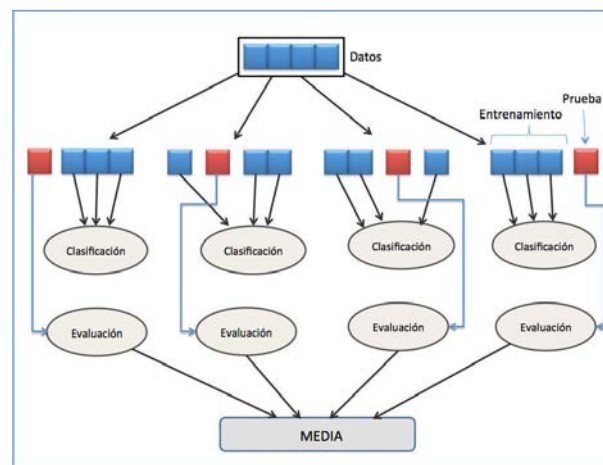 Datos
Prueba
Entrenamiento
Clasificación
Clasificación
Clasificación
Clasificación
Evaluación
Evaluación
Evaluación
Evaluación
MEDIA